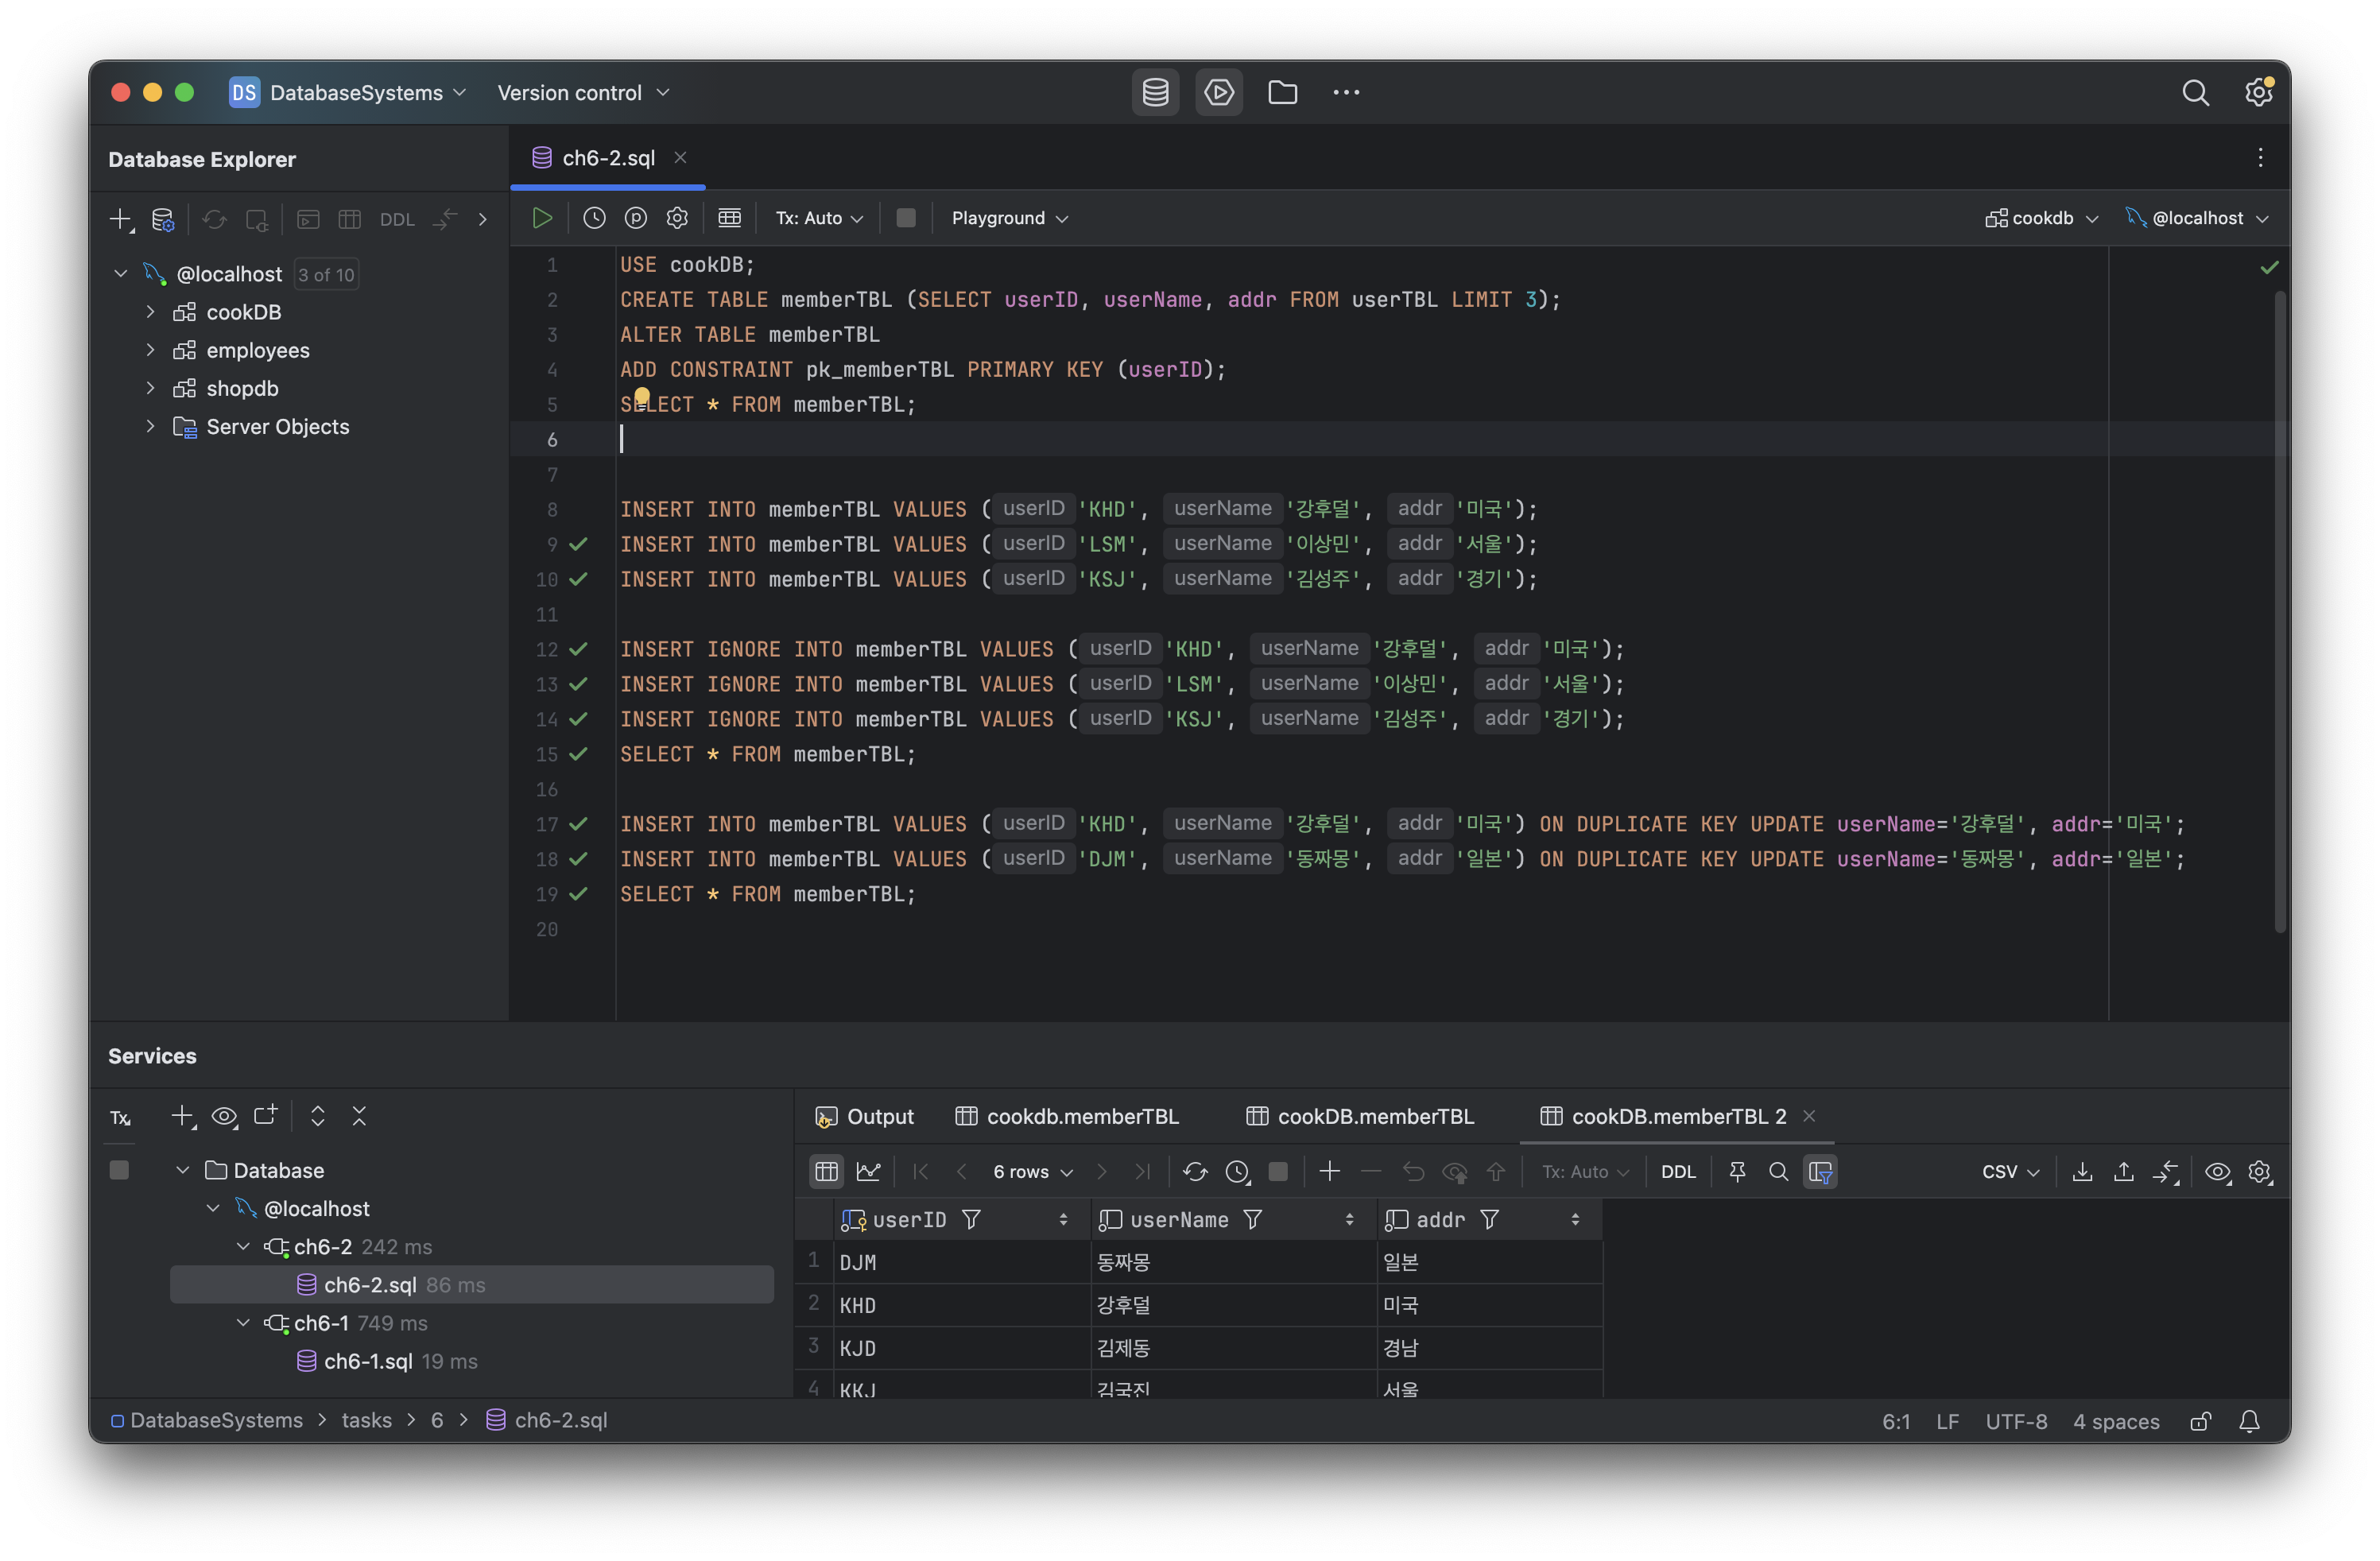 DS DatabaseSystems Version control
Database Explorer
ch6-2.sql
DDL
Tx: Auto Playground cookdb @localhost
@localhost 3 of 10
cookDB
employees
shopdb
Server Objects
1 USE cookDB;
2 CREATE TABLE memberTBL (SELECT userID, userName, addr FROM userTBL LIMIT 3);
3 ALTER TABLE memberTBL
4 ADD CONSTRAINT pk_memberTBL PRIMARY KEY (userID);
5 SELECT * FROM memberTBL;
6
7
8 INSERT INTO memberTBL VALUES ( userID 'KHD', userName '강후덜', addr '미국');
9 INSERT INTO memberTBL VALUES ( userID 'LSM', userName '이상민', addr '서울');
10 INSERT INTO memberTBL VALUES ( userID 'KSJ', userName '김성주', addr '경기');
11
12 INSERT IGNORE INTO memberTBL VALUES ( userID 'KHD', userName '강후덜', addr '미국');
13 INSERT IGNORE INTO memberTBL VALUES ( userID 'LSM', userName '이상민', addr '서울');
14 INSERT IGNORE INTO memberTBL VALUES ( userID 'KSJ', userName '김성주', addr '경기');
15 SELECT * FROM memberTBL;
16
17 INSERT INTO memberTBL VALUES ( userID 'KHD', userName '강후덜', addr '미국') ON DUPLICATE KEY UPDATE userName='강후덜', addr='미국';
18 INSERT INTO memberTBL VALUES ( userID 'DJM', userName '동짜몽', addr '일본') ON DUPLICATE KEY UPDATE userName='동짜몽', addr='일본';
19 SELECT * FROM memberTBL;
20
Services
Tx
Database
@localhost
ch6-2 242 ms
ch6-2.sql 86 ms
ch6-1 749 ms
ch6-1.sql 19 ms
Output cookdb.memberTBL cookDB.memberTBL cookDB.memberTBL 2
6 rows Tx: Auto DDL CSV
userID userName addr
1 DJM 동짜몽 일본
2 KHD 강후덜 미국
3 KJD 김제동 경남
4 KKJ 김국진 서울
DatabaseSystems > tasks > 6 > ch6-2.sql
6:1 LF UTF-8 4 spaces